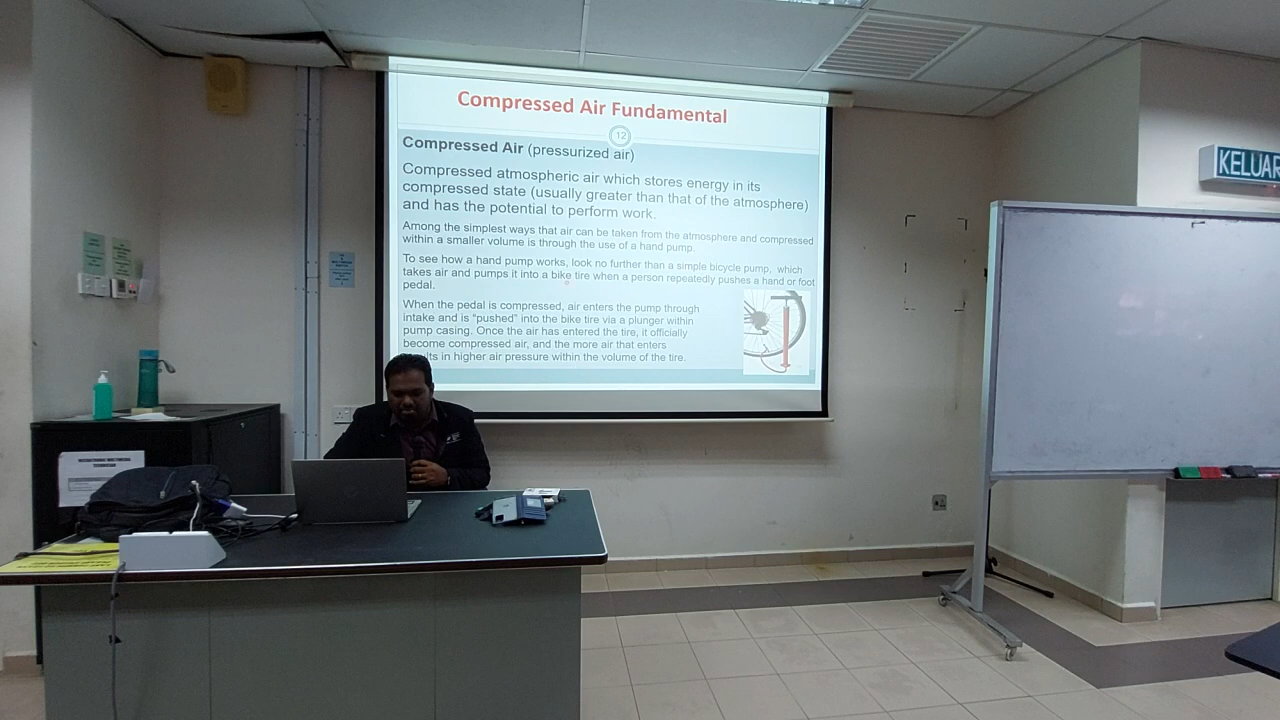 Compressed Air Fundamental
12
Compressed Air (pressurized air)
Compressed atmospheric air which stores energy in its
compressed state (usually greater than that of the atmosphere)
and has the potential to perform work.
Among the simplest ways that air can be taken from the atmosphere and compressed
within a smaller volume is through the use of a hand pump.
To see how a hand pump works, look no further than a simple bicycle pump, which
takes air and pumps it into a bike tire when a person repeatedly pushes a hand or foot
pedal.
When the pedal is compressed, air enters the pump through
intake and is “pushed” into the bike tire via a plunger within
pump casing. Once the air has entered the tire, it officially
become compressed air, and the more air that enters
in higher air pressure within the volume of the tire.
KELUAR